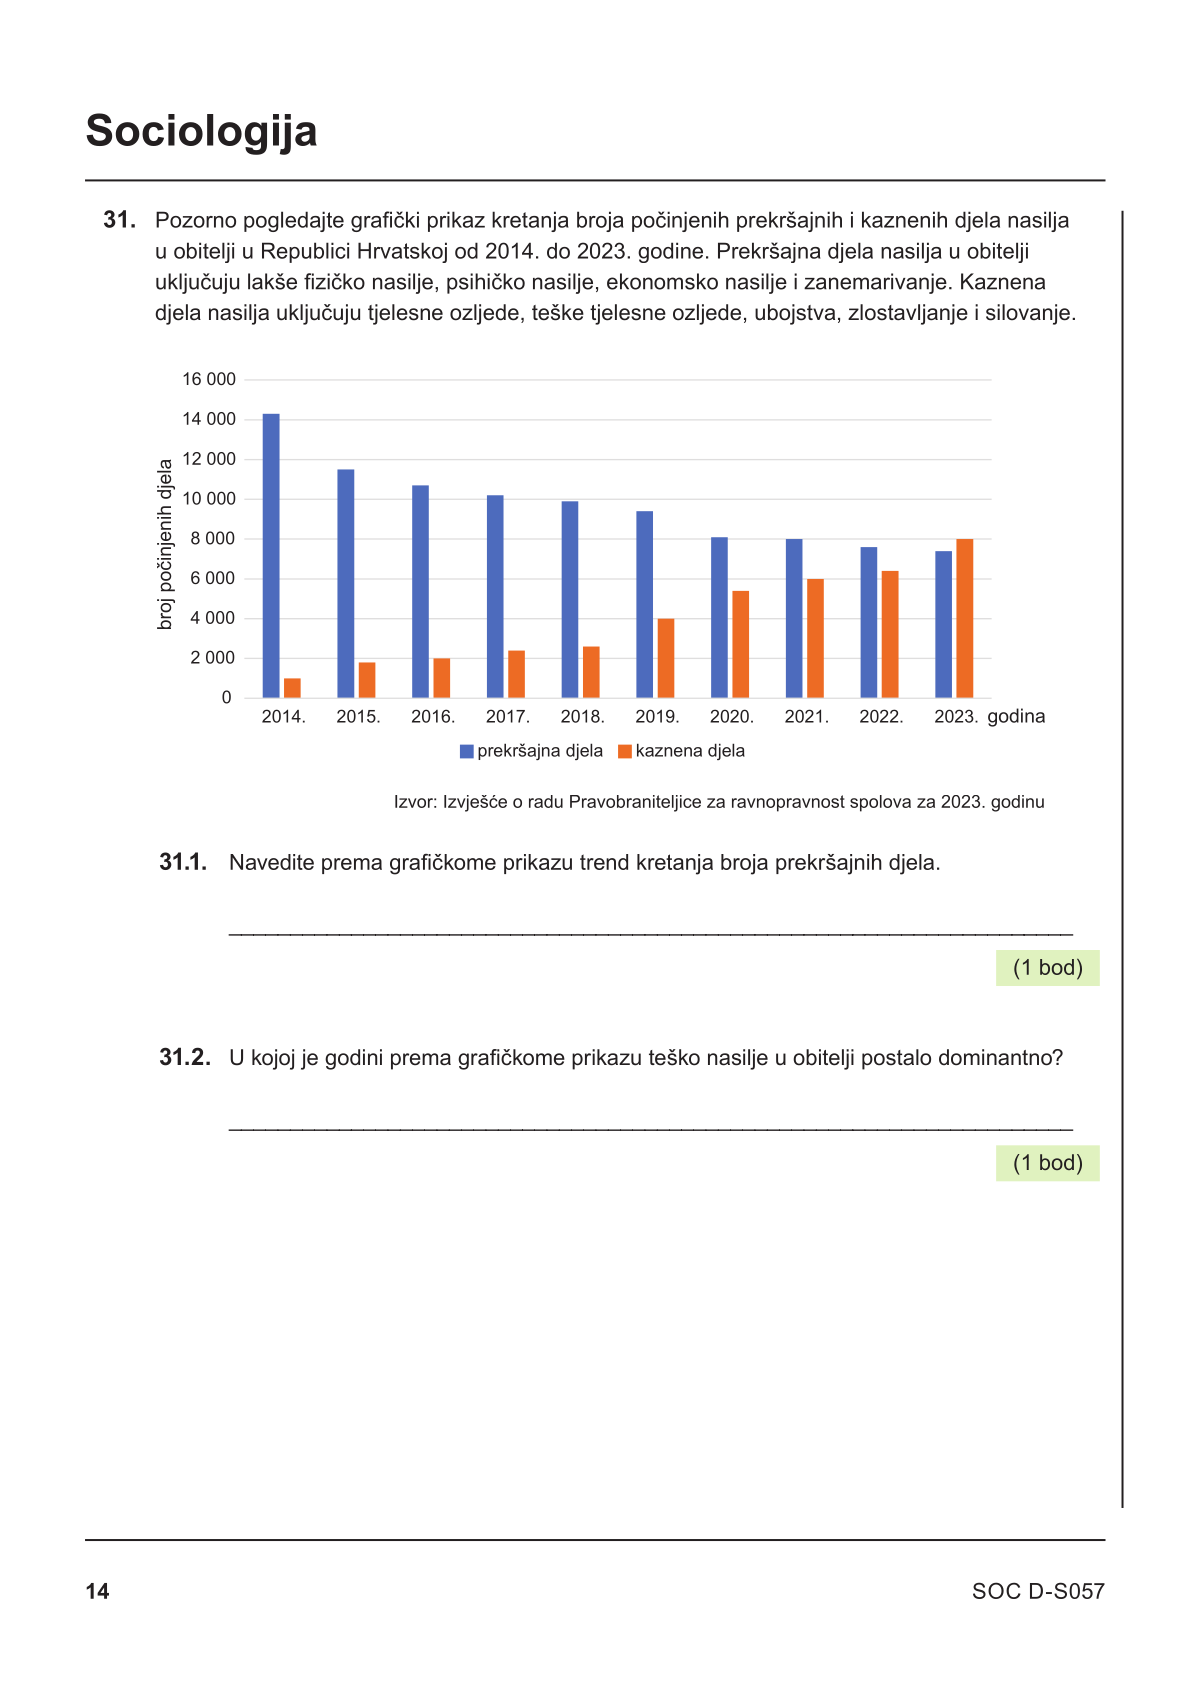 Sociologija
31. Pozorno pogledajte grafički prikaz kretanja broja počinjenih prekršajnih i kaznenih djela nasilja
u obitelji u Republici Hrvatskoj od 2014. do 2023. godine. Prekršajna djela nasilja u obitelji
uključuju lakše fizičko nasilje, psihičko nasilje, ekonomsko nasilje i zanemarivanje. Kaznena
djela nasilja uključuju tjelesne ozljede, teške tjelesne ozljede, ubojstva, zlostavljanje i silovanje.
broj počinjenih djela
16 000
14 000
12 000
10 000
8 000
6 000
4 000
2 000
0
2014. 2015. 2016. 2017. 2018. 2019. 2020. 2021. 2022. 2023. godina
prekršajna djela kaznena djela
Izvor: Izvješće o radu Pravobraniteljice za ravnopravnost spolova za 2023. godinu
31.1. Navedite prema grafičkome prikazu trend kretanja broja prekršajnih djela.
(1 bod)
31.2. U kojoj je godini prema grafičkome prikazu teško nasilje u obitelji postalo dominantno?
(1 bod)
14 SOC D-S057